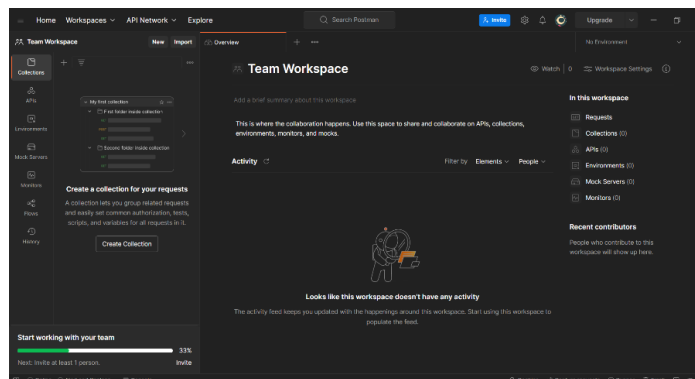 Home Workspaces API Network Explore
Search Postman
Invite
Upgrade
Team Workspace
New Import
Overview
No Environment
Collections
APIs
Environments
Mock Servers
Monitors
Flows
History
My first collection
First folder inside collection
Second folder inside collection
Create a collection for your requests
A collection lets you group related requests
and easily set common authorization, tests,
scripts, and variables for all requests in it.
Create Collection
Start working with your team
33%
Next: Invite at least 1 person.
Invite
Team Workspace
Watch 0
Workspace Settings
Add a brief summary about this workspace
This is where the collaboration happens. Use this space to share and collaborate on APIs, collections,
environments, monitors, and mocks.
Activity
Filter by Elements People
Looks like this workspace doesn't have any activity
The activity feed keeps you updated with the happenings around this workspace. Start using this workspace to
populate the feed.
In this workspace
Requests
Collections (0)
APIs (0)
Environments (0)
Mock Servers (0)
Monitors (0)
Recent contributors
People who contribute to this
workspace will show up here.